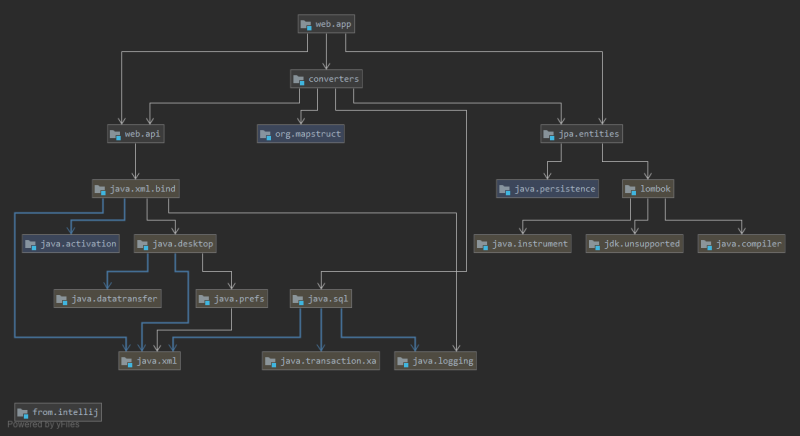 web.app
converters
web.api
org.mapstruct
jpa.entities
java.xml.bind
java.persistence
lombok
java.activation
java.desktop
java.instrument
jdk.unsupported
java.compiler
java.datatransfer
java.prefs
java.sql
java.xml
java.transaction.xa
java.logging
from.intellij
Powered by yFiles